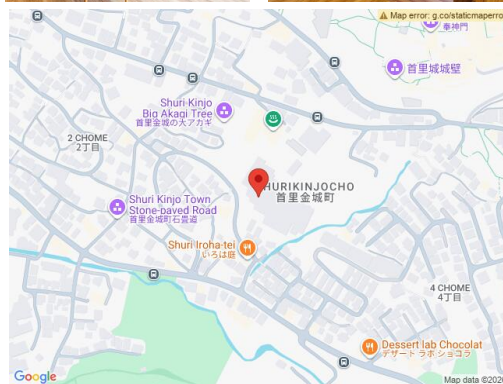 Map error: g.co/staticmaperro
奉神門
首里城城壁
Shuri-Kinjo
Big Akagi Tree
首里金城の大アカギ
2 CHOME
2丁目
HURIKINJOCHO
首里金城町
Shuri Kinjo Town
Stone-paved Road
首里金城町石畳道
Shuri Iroha-tei
いろは庭
4 CHOME
4丁目
Dessert lab Chocolat
デザート ラボ ショコラ
Google
Map data ©202